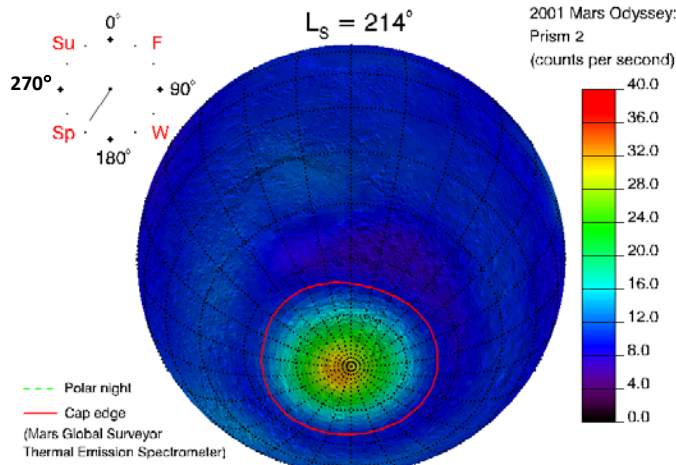 L_S = 214°
0°
Su
F
270°
90°
Sp
W
180°
2001 Mars Odyssey:
Prism 2
(counts per second)
40.0
36.0
32.0
28.0
24.0
20.0
16.0
12.0
8.0
4.0
0.0
Polar night
Cap edge
(Mars Global Surveyor
Thermal Emission Spectrometer)